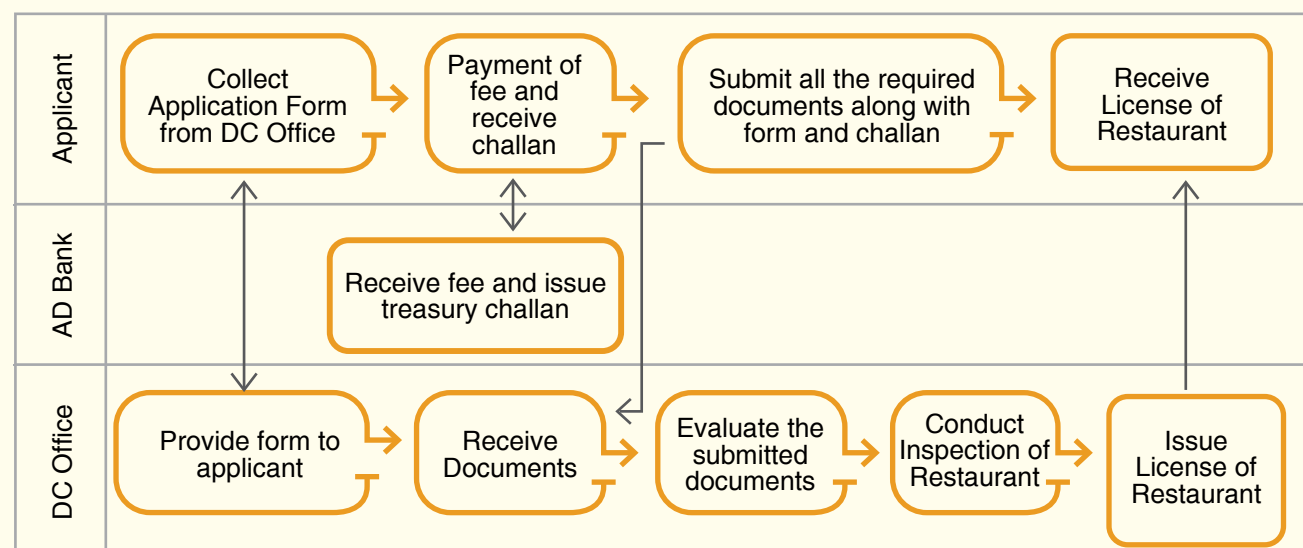 Applicant
Collect
Application Form
from DC Office
Payment of
fee and
receive
challan
Submit all the required
documents along with
form and challan
Receive
License of
Restaurant
AD Bank
Receive fee and issue
treasury challan
DC Office
Provide form to
applicant
Receive
Documents
Evaluate the
submitted
documents
Conduct
Inspection of
Restaurant
Issue
License of
Restaurant